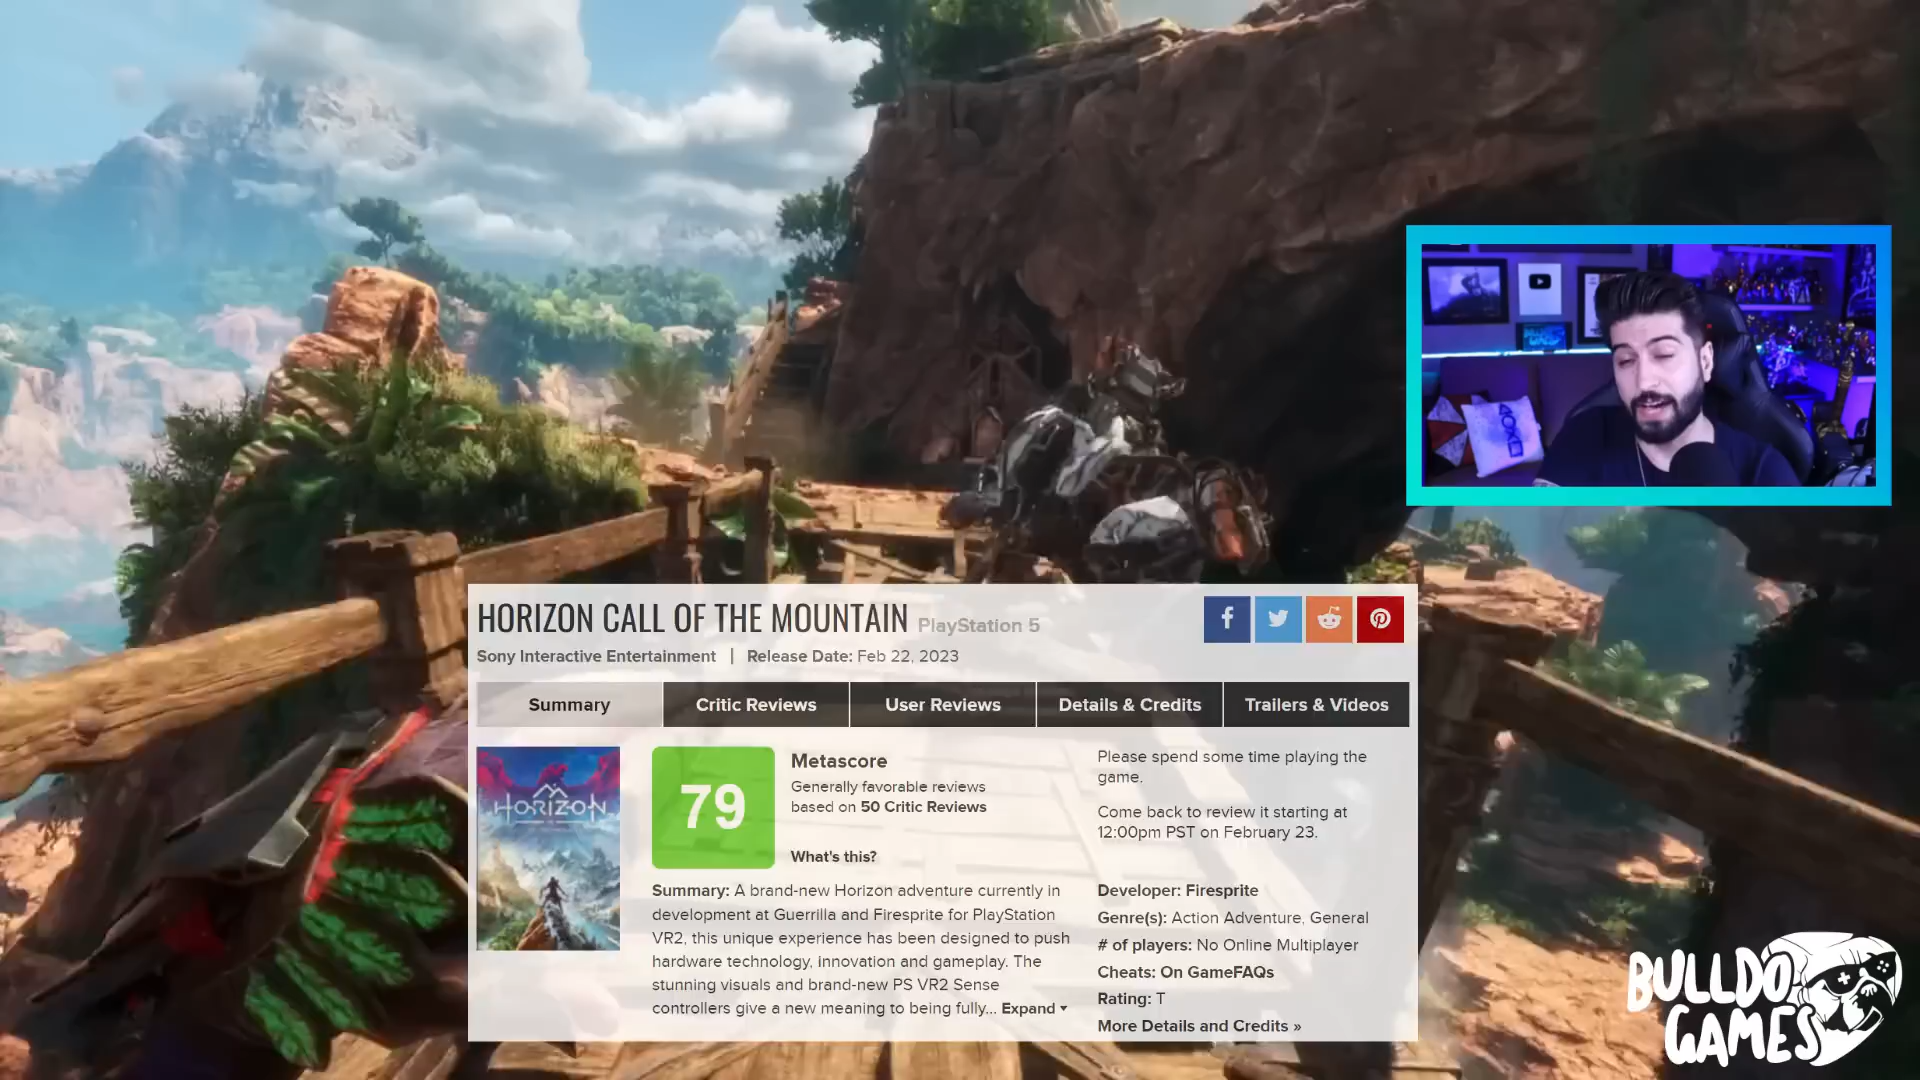 HORIZON CALL OF THE MOUNTAIN PlayStation 5
Sony Interactive Entertainment | Release Date: Feb 22, 2023
Summary
Critic Reviews
User Reviews
Details & Credits
Trailers & Videos
HORIZON
79
Metascore
Generally favorable reviews
based on 50 Critic Reviews
What's this?
Please spend some time playing the
game.
Come back to review it starting at
12:00pm PST on February 23.
Summary: A brand-new Horizon adventure currently in
development at Guerrilla and Firesprite for PlayStation
VR2, this unique experience has been designed to push
hardware technology, innovation and gameplay. The
stunning visuals and brand-new PS VR2 Sense
controllers give a new meaning to being fully... Expand
Developer: Firesprite
Genre(s): Action Adventure, General
# of players: No Online Multiplayer
Cheats: On GameFAQs
Rating: T
More Details and Credits »
BULLDOG
GAMES